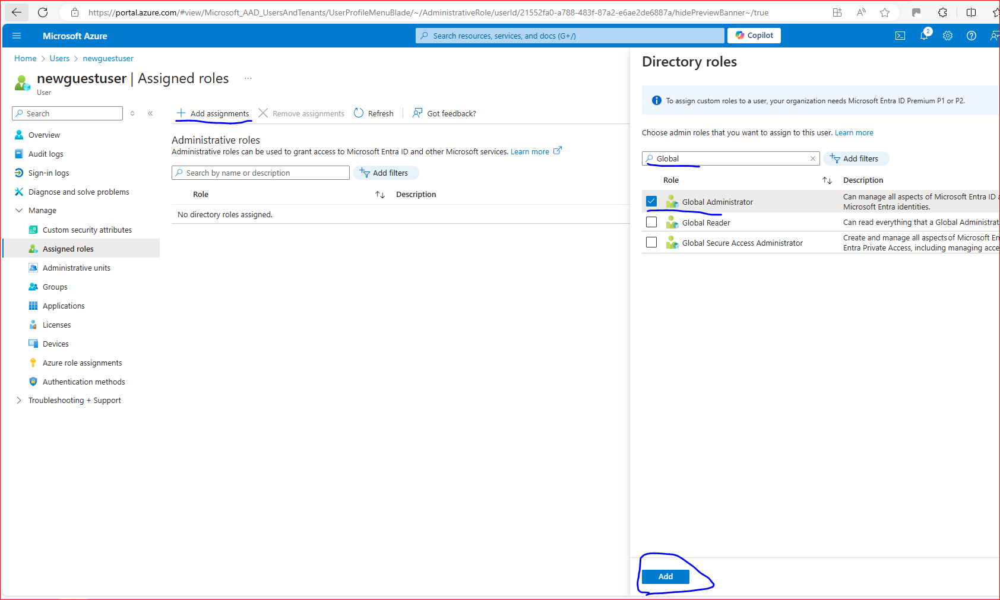 https://portal.azure.com/#view/Microsoft_AAD_UsersAndTenants/UserProfileMenuBlade/~/AdministrativeRole/userId/21552fa0-a788-483f-87a2-e6ae2de6887a/hidePreviewBanner~/true
Microsoft Azure
Search resources, services, and docs (G+/)
Copilot
2
Home > Users > newguestuser
newguestuser | Assigned roles ...
User
Search
Overview
Audit logs
Sign-in logs
Diagnose and solve problems
Manage
Custom security attributes
Assigned roles
Administrative units
Groups
Applications
Licenses
Devices
Azure role assignments
Authentication methods
Troubleshooting + Support
Add assignments Remove assignments Refresh Got feedback?
Administrative roles
Administrative roles can be used to grant access to Microsoft Entra ID and other Microsoft services. Learn more
Search by name or description Add filters
Role Description
No directory roles assigned.
Directory roles
To assign custom roles to a user, your organization needs Microsoft Entra ID Premium P1 or P2.
Choose admin roles that you want to assign to this user. Learn more
Global Add filters
Role Description
Global Administrator
Can manage all aspects of Microsoft Entra ID a
Microsoft Entra identities.
Global Reader
Can read everything that a Global Administrat
Global Secure Access Administrator
Create and manage all aspects of Microsoft En
Entra Private Access, including managing acce
Add